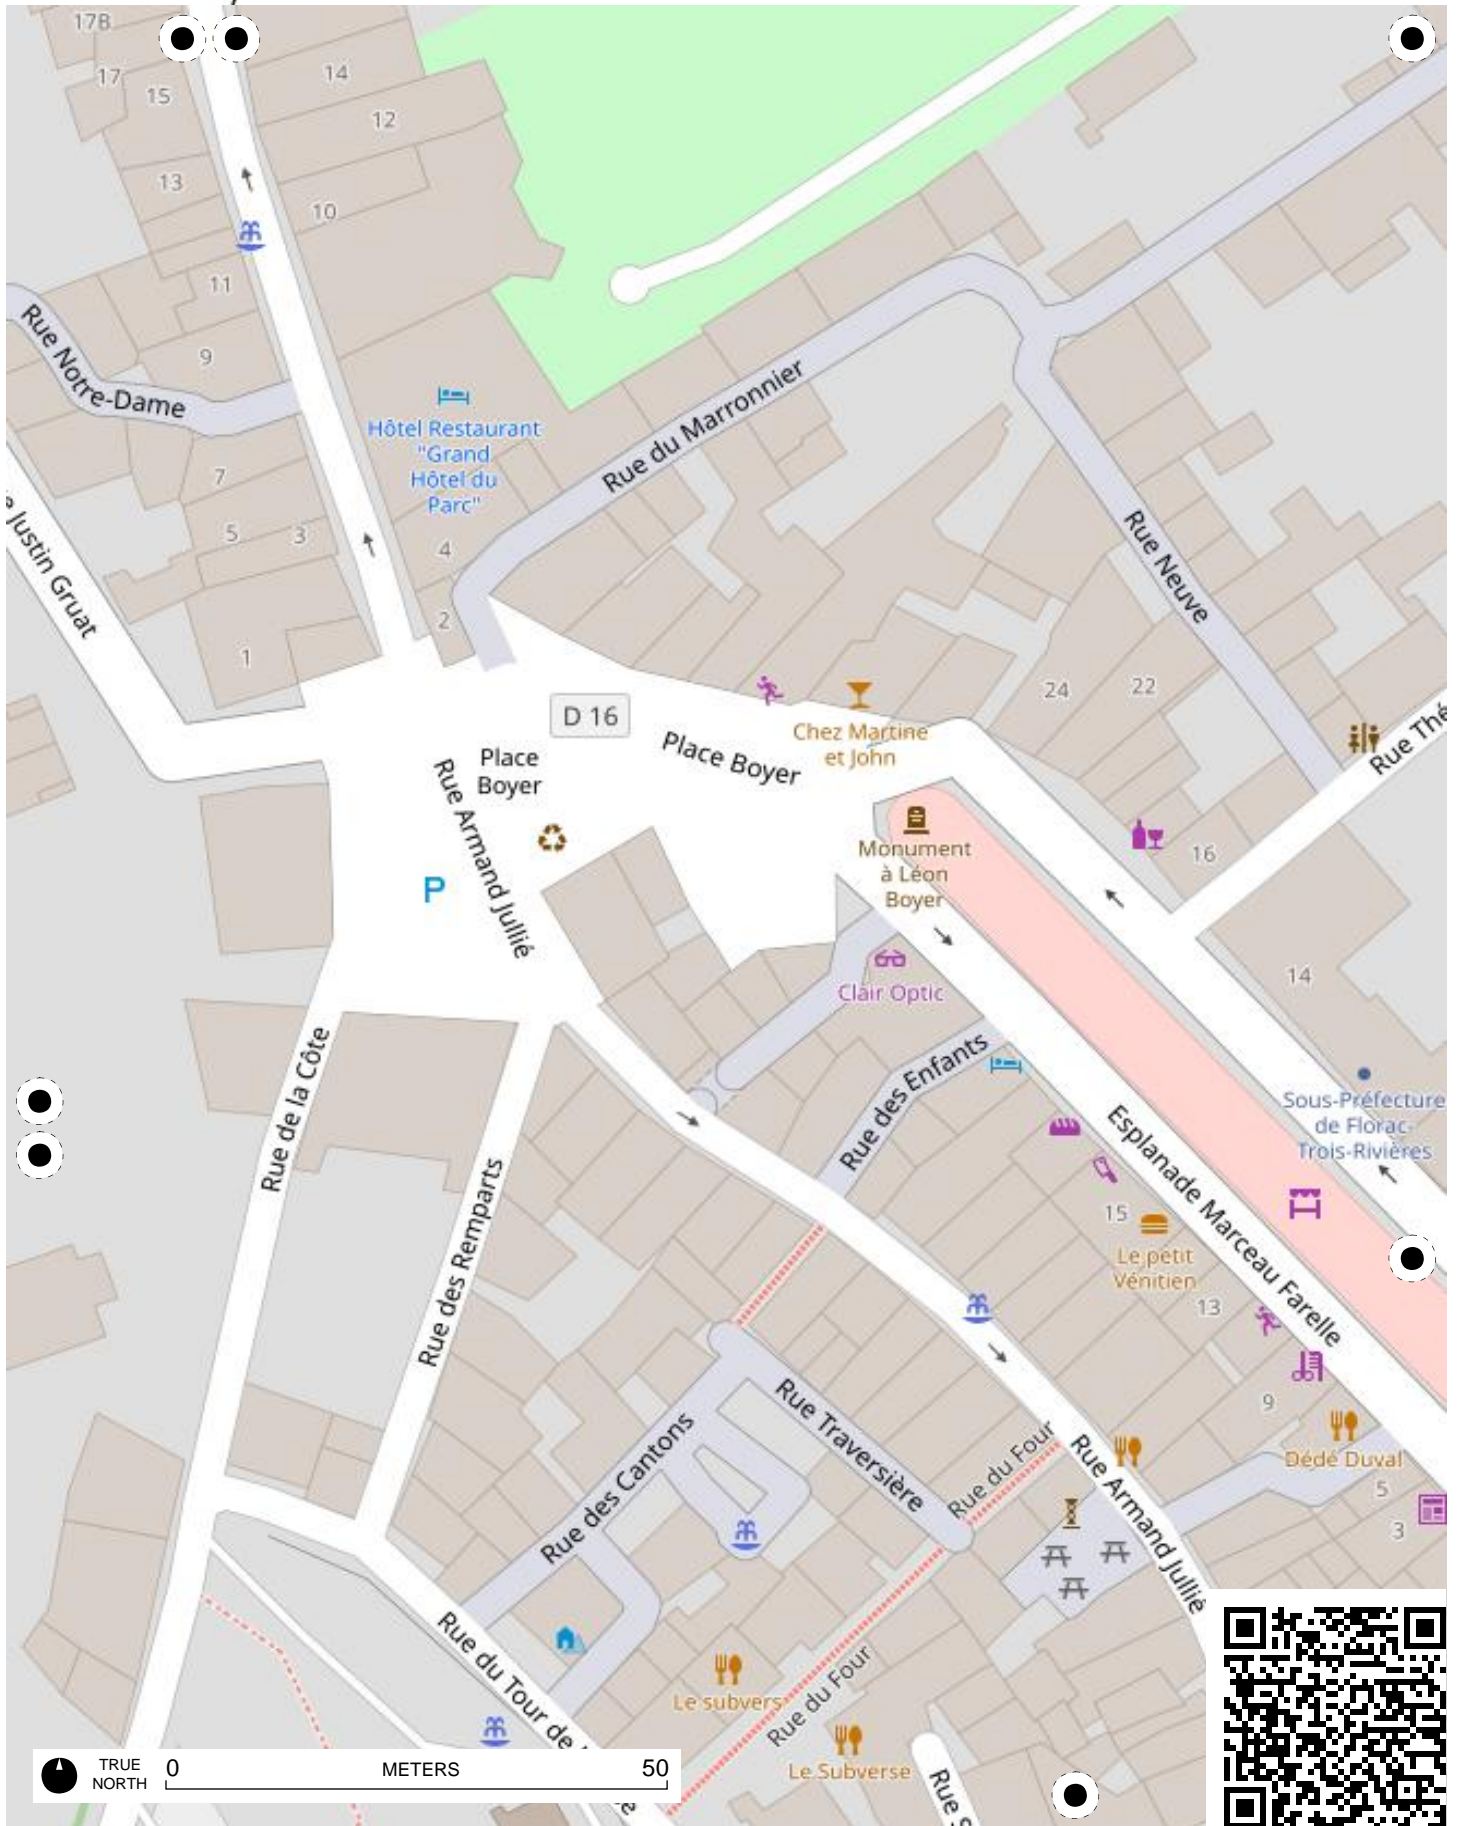 17B
17
15
14
12
13
10
11
Rue Notre-Dame
9
Hôtel Restaurant
"Grand
Hôtel du
Parc"
Rue du Marronnier
7
5
3
4
e Justin Gruat
Rue Neuve
2
1
24
22
D 16
Chez Martine
et John
Place Boyer
Place
Boyer
Rue Thé
Rue Armand Jullié
P
16
Monument
à Léon
Boyer
14
Clair Optic
Rue de la Côte
Rue des Enfants
Sous-Préfecture
de Florac-
Trois-Rivières
Esplanade Marceau Farelle
Rue des Remparts
15
Le petit
Vénitien
13
9
Rue Traversière
Rue des Cantons
Rue du Four
Rue Armand Jullié
Dédé Duval
5
3
Rue du Tour de
Le subvers
Rue du Four
Le Subverse
Rue S
TRUE
NORTH
0
METERS
50